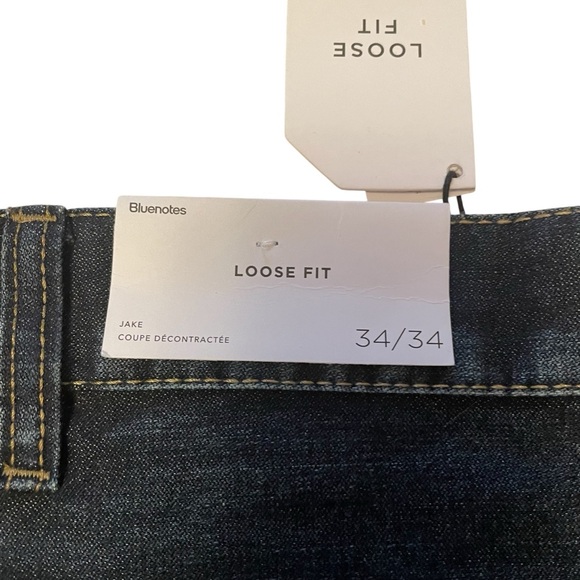 LOOSE
FIT
Bluenotes
LOOSE FIT
JAKE
COUPE DÉCONTRACTÉE
34/34